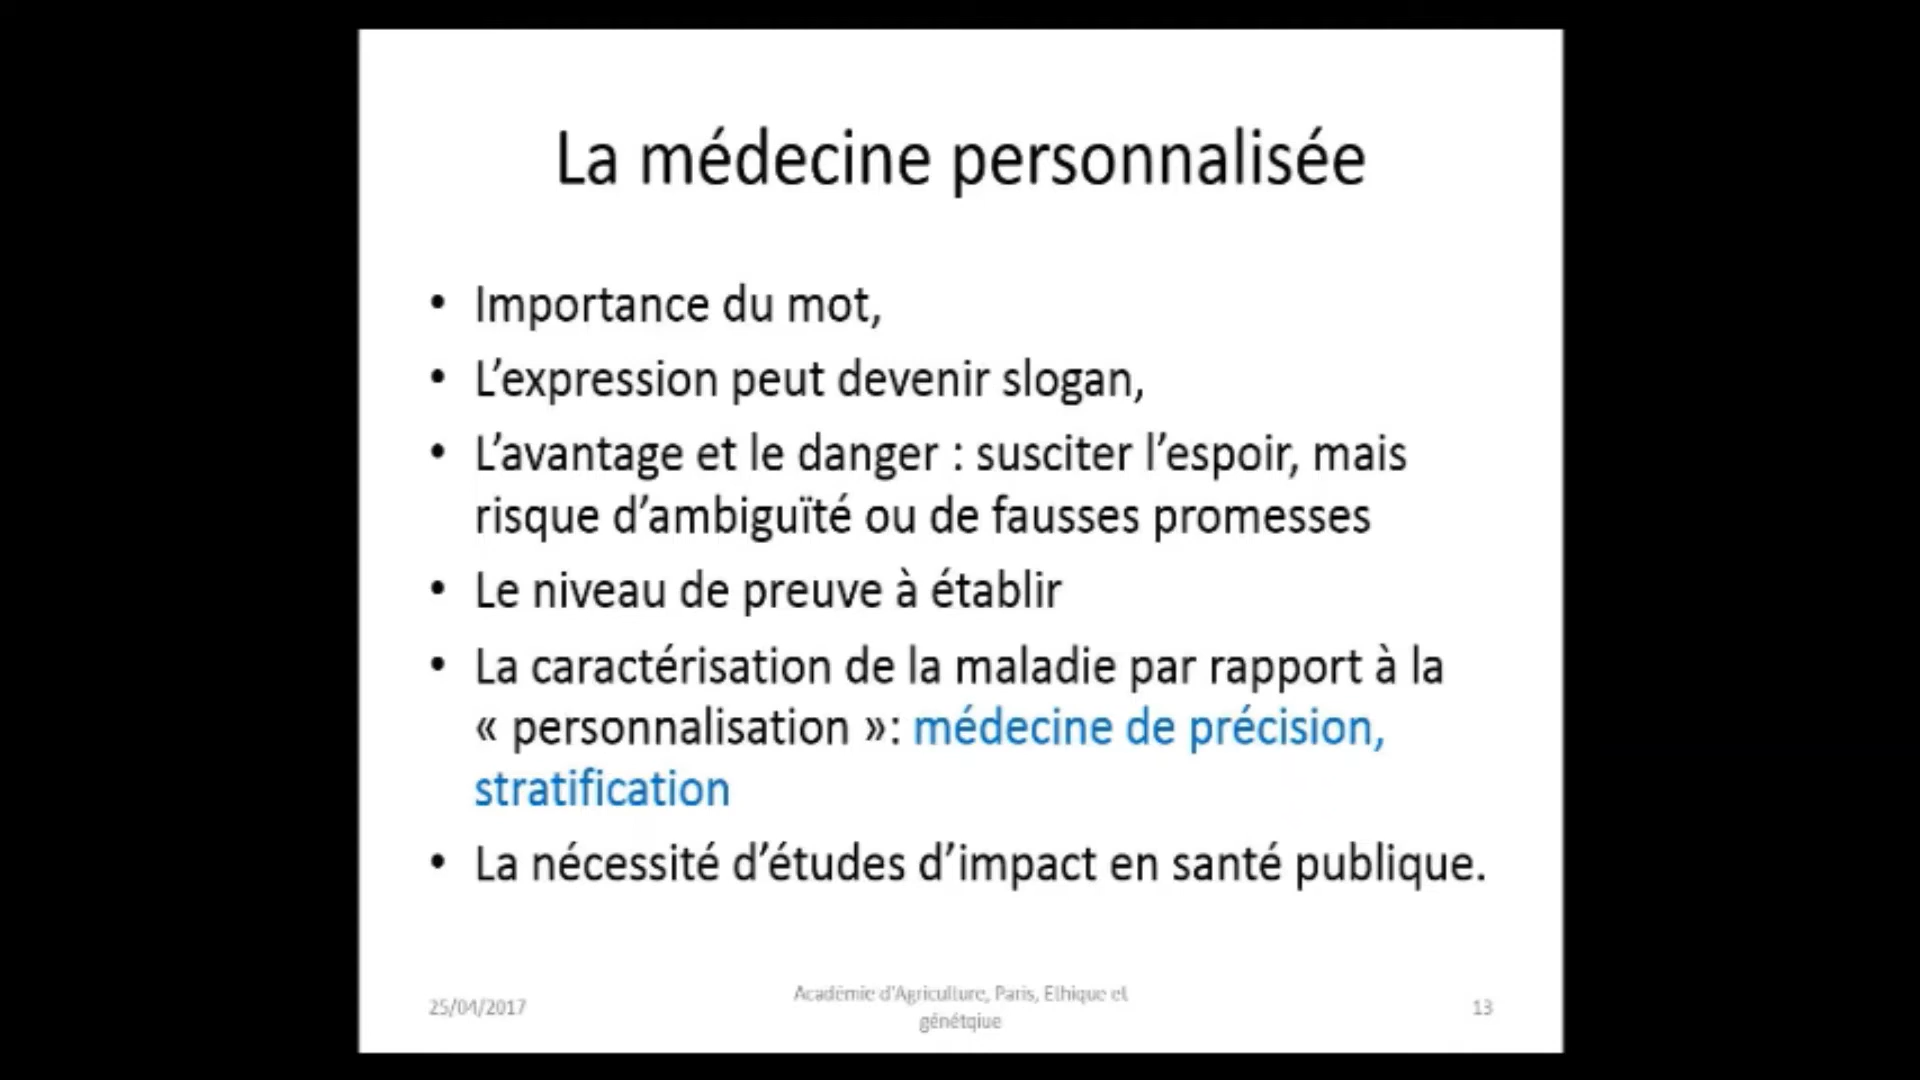 La médecine personnalisée
• Importance du mot,
• L’expression peut devenir slogan,
• L’avantage et le danger : susciter l’espoir, mais
risque d’ambiguïté ou de fausses promesses
• Le niveau de preuve à établir
• La caractérisation de la maladie par rapport à la
« personnalisation »: médecine de précision,
stratification
• La nécessité d’études d’impact en santé publique.
25/04/2017
Académie d'Agriculture, Paris, Ethique et
génétqiue
13